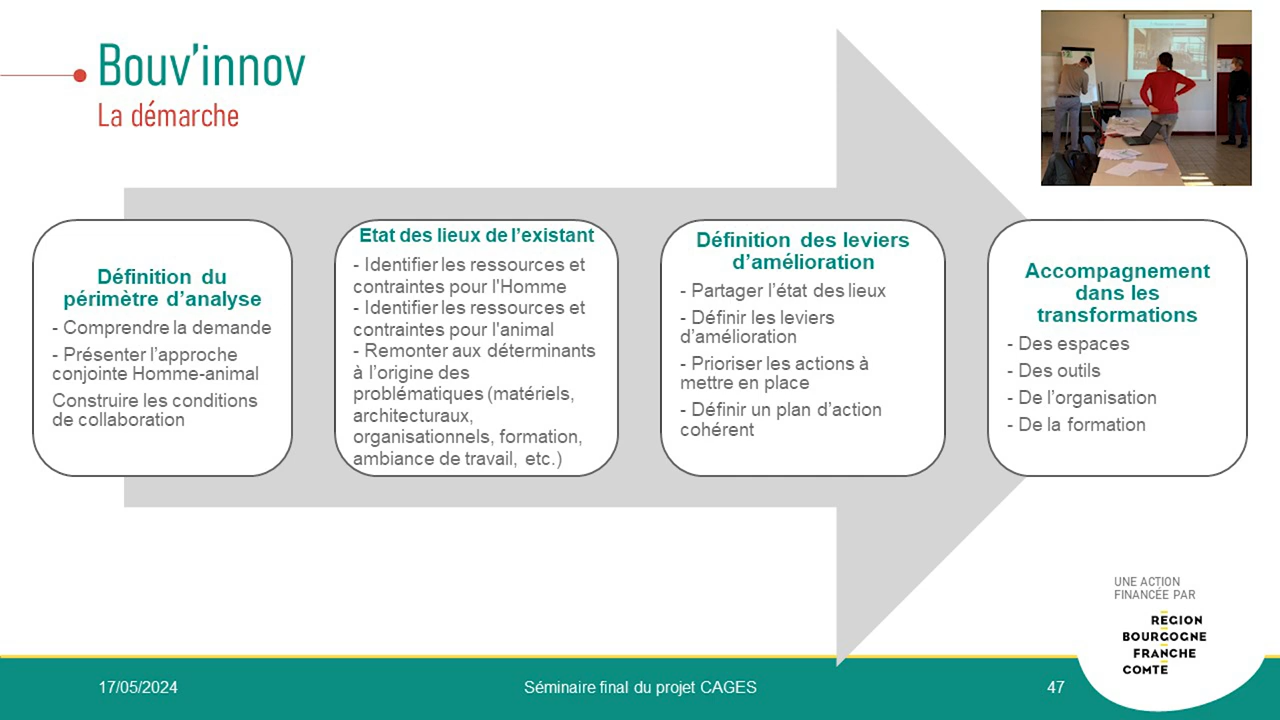 Bouv'innov
La démarche
Définition du
périmètre d'analyse
- Comprendre la demande
- Présenter l'approche
conjointe Homme-animal
Construire les conditions
de collaboration
Etat des lieux de l'existant
- Identifier les ressources et
contraintes pour l'Homme
- Identifier les ressources et
contraintes pour l'animal
- Remonter aux déterminants
à l'origine des
problématiques (matériels,
architecturaux,
organisationnels, formation,
ambiance de travail, etc.)
Définition des leviers
d'amélioration
- Partager l'état des lieux
- Définir les leviers
d'amélioration
- Prioriser les actions à
mettre en place
- Définir un plan d'action
cohérent
Accompagnement
dans les
transformations
- Des espaces
- Des outils
- De l'organisation
- De la formation
UNE ACTION
FINANCÉE PAR
REGION
BOURGOGNE
FRANCHE
COMTE
17/05/2024
Séminaire final du projet CAGES
47